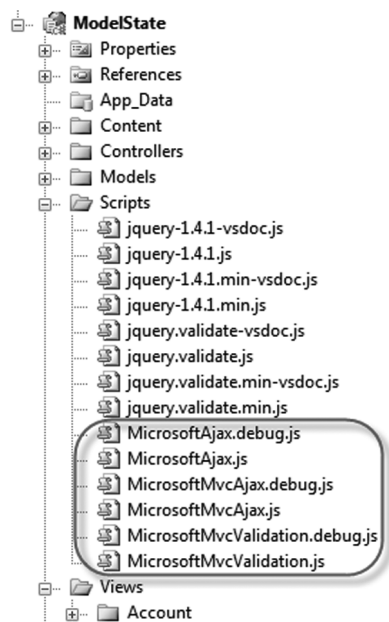 ModelState
Properties
References
App_Data
Content
Controllers
Models
Scripts
jquery-1.4.1-vsdoc.js
jquery-1.4.1.js
jquery-1.4.1.min-vsdoc.js
jquery-1.4.1.min.js
jquery.validate-vsdoc.js
jquery.validate.js
jquery.validate.min-vsdoc.js
jquery.validate.min.js
MicrosoftAjax.debug.js
MicrosoftAjax.js
MicrosoftMvcAjax.debug.js
MicrosoftMvcAjax.js
MicrosoftMvcValidation.debug.js
MicrosoftMvcValidation.js
Views
Account